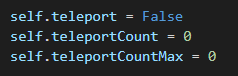 self.teleport = False
self.teleportCount = 0
self.teleportCountMax = 0